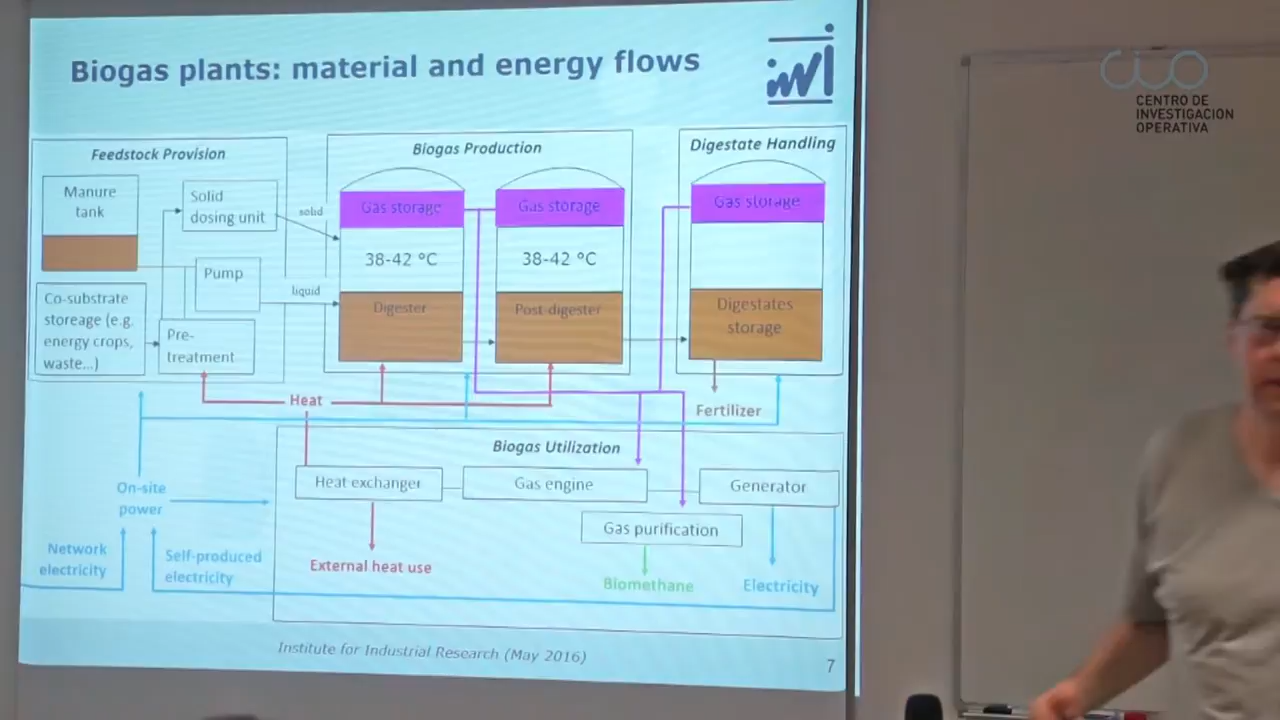 Biogas plants: material and energy flows
iwl
CIO
CENTRO DE
INVESTIGACION
OPERATIVA
Feedstock Provision
Manure
tank
Solid
dosing unit
Pump
Co-substrate
storeage (e.g.
energy crops,
waste...)
Pre-
treatment
solid
liquid
Biogas Production
Gas storage
38-42 °C
Digester
Gas storage
38-42 °C
Post-digester
Digestate Handling
Gas storage
Digestates
storage
Heat
Fertilizer
Biogas Utilization
Heat exchanger
Gas engine
Generator
Gas purification
On-site
power
Network
electricity
Self-produced
electricity
External heat use
Biomethane
Electricity
Institute for Industrial Research (May 2016)
7